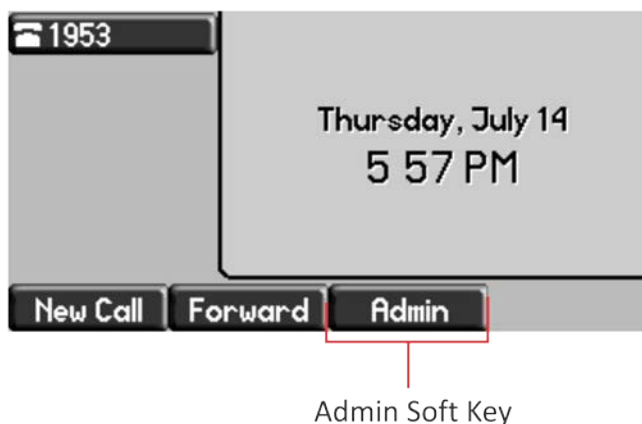 1953
Thursday, July 14
5 57 PM
New Call Forward Admin
Admin Soft Key